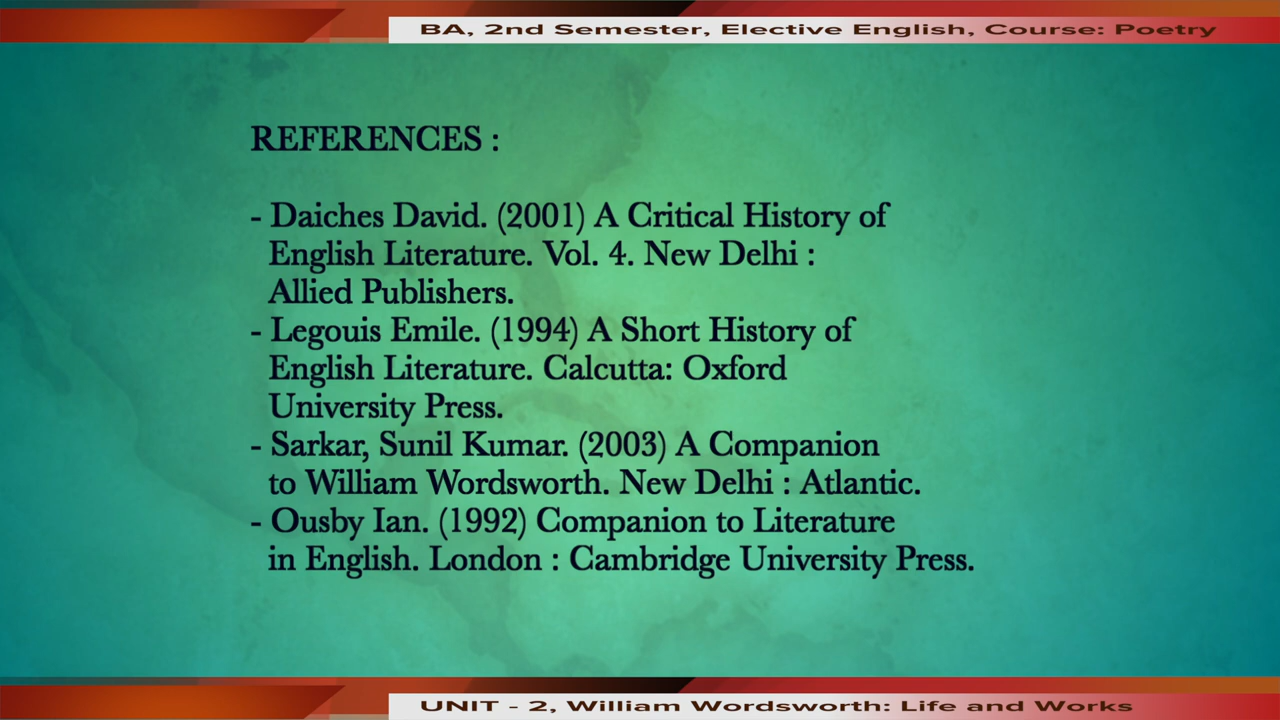 BA, 2nd Semester, Elective English, Course: Poetry
REFERENCES :
- Daiches David. (2001) A Critical History of
English Literature. Vol. 4. New Delhi :
Allied Publishers.
- Legouis Emile. (1994) A Short History of
English Literature. Calcutta: Oxford
University Press.
- Sarkar, Sunil Kumar. (2003) A Companion
to William Wordsworth. New Delhi : Atlantic.
- Ousby Ian. (1992) Companion to Literature
in English. London : Cambridge University Press.
UNIT - 2, William Wordsworth: Life and Works